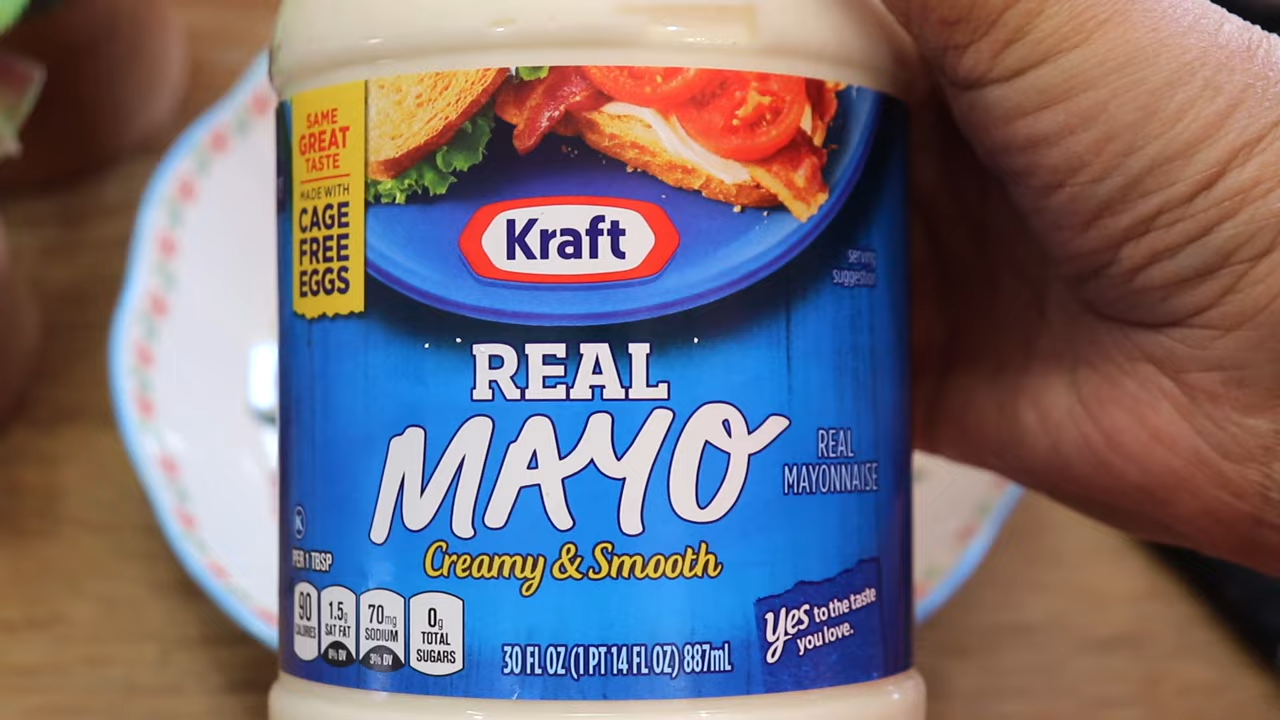 SAME
GREAT
TASTE
MADE WITH
CAGE
FREE
EGGS
Kraft
serving
suggestion
REAL
MAYO
REAL
MAYONNAISE
Creamy & Smooth
K
PER 1 TBSP
90
CALORIES
1.5g
SAT FAT
8% DV
70mg
SODIUM
3% DV
0g
TOTAL
SUGARS
30 FL OZ (1 PT 14 FL OZ) 887mL
yes to the taste
you love.